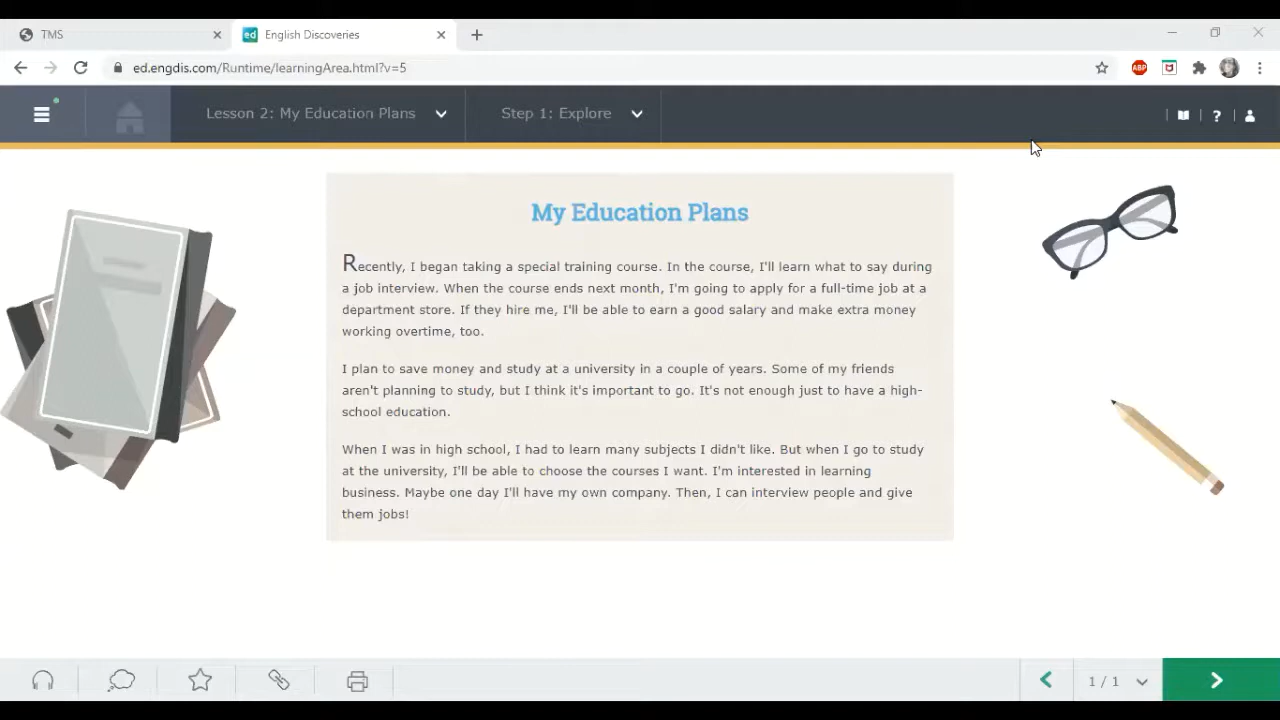 TMS
ed English Discoveries
ed.engdis.com/Runtime/learningArea.html?v=5
ABP
Lesson 2: My Education Plans
Step 1: Explore
?
My Education Plans
Recently, I began taking a special training course. In the course, I'll learn what to say during
a job interview. When the course ends next month, I'm going to apply for a full-time job at a
department store. If they hire me, I'll be able to earn a good salary and make extra money
working overtime, too.
I plan to save money and study at a university in a couple of years. Some of my friends
aren't planning to study, but I think it's important to go. It's not enough just to have a high-
school education.
When I was in high school, I had to learn many subjects I didn't like. But when I go to study
at the university, I'll be able to choose the courses I want. I'm interested in learning
business. Maybe one day I'll have my own company. Then, I can interview people and give
them jobs!
1 / 1